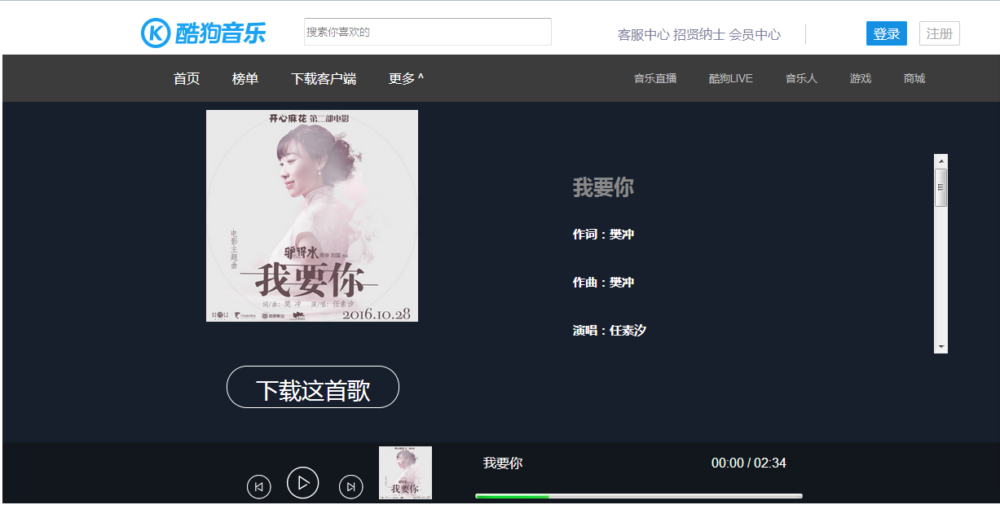 酷狗音乐
搜索你喜欢的
客服中心 招贤纳士 会员中心
登录
注册
首页 榜单 下载客户端 更多 ^
音乐直播 酷狗LIVE 音乐人 游戏 商城
开心麻花 第二部电影
电影主题曲
驴得水
我要你
词/曲: 樊 冲 演/唱: 任素汐
2016.10.28
我要你
作词：樊冲
作曲：樊冲
演唱：任素汐
下载这首歌
我要你
我要你
00:00 / 02:34